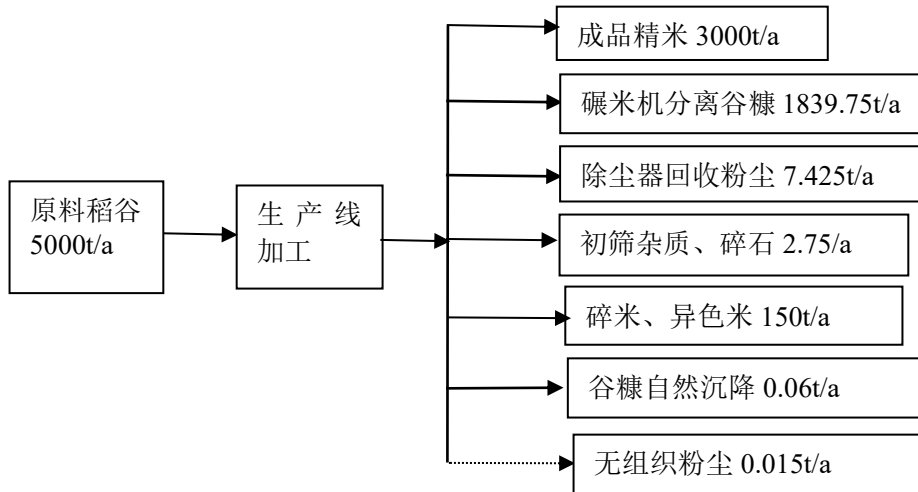 成品精米 3000t/a
碾米机分离谷糠 1839.75t/a
除尘器回收粉尘 7.425t/a
原料稻谷
5000t/a
生产线
加工
初筛杂质、碎石 2.75/a
碎米、异色米 150t/a
谷糠自然沉降 0.06t/a
无组织粉尘 0.015t/a